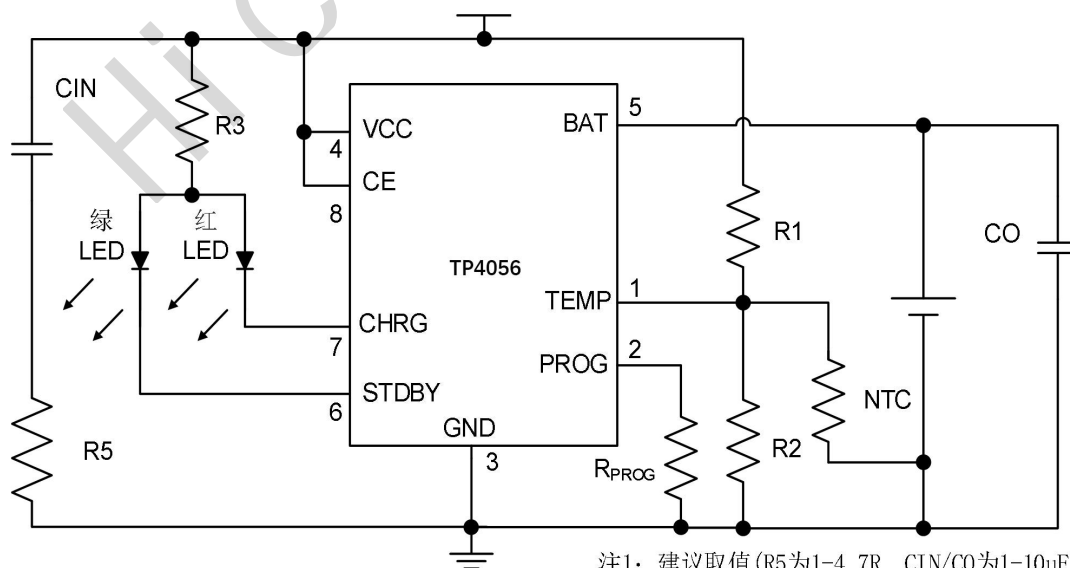 Hi C
CIN
R3
VCC
4
CE
8
绿
LED
红
LED
TP4056
BAT
5
R1
CO
TEMP
1
PROG
2
CHRG
7
STDBY
6
GND
3
R5
RPROG
R2
NTC
注1: 建议取值(R5为1-4.7R CIN/CO为1-10uF